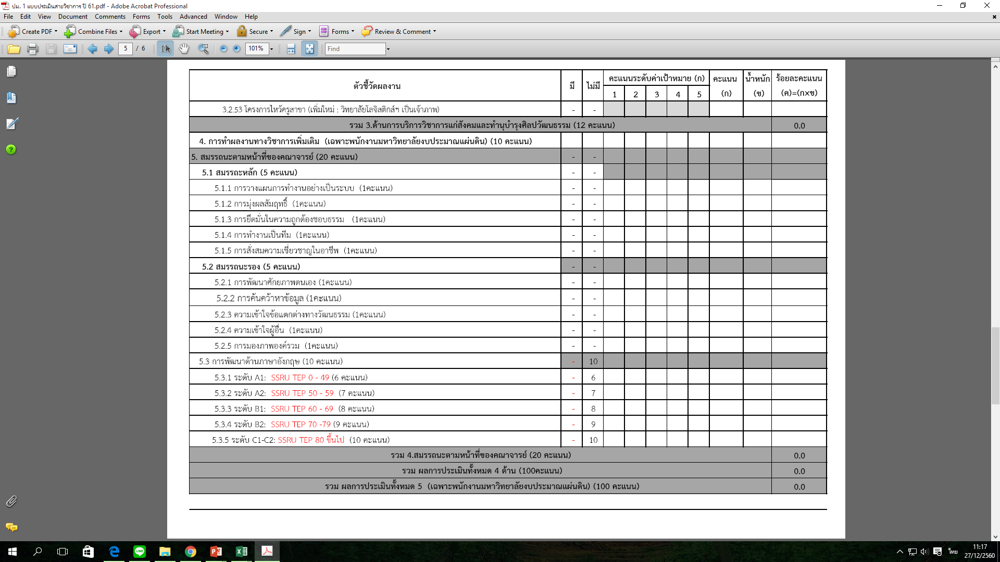 ปม. 1 แบบประเมินสายวิชาการ ปี 61.pdf - Adobe Acrobat Professional
File Edit View Document Comments Forms Tools Advanced Window Help
Create PDF Combine Files Export Start Meeting Secure Sign Forms Review & Comment
5 / 6 101% Find
ตัวชี้วัดผลงาน มี ไม่มี คะแนนระดับค่าเป้าหมาย (ก) คะแนน น้ำหนัก ร้อยละคะแนน
1 2 3 4 5 (ก) (ข) (ค)=(ก×ข)
3.2.53 โครงการไหว้ครูสาขา (เพิ่มใหม่ : วิทยาลัยโลจิสติกส์ฯ เป็นเจ้าภาพ) - -
รวม 3.ด้านการบริการวิชาการแก่สังคมและทำนุบำรุงศิลปวัฒนธรรม (12 คะแนน) 0.0
4. การทำผลงานทางวิชาการเพิ่มเติม (เฉพาะพนักงานมหาวิทยาลัยงบประมาณแผ่นดิน) (10 คะแนน)
5. สมรรถนะตามหน้าที่ของคณาจารย์ (20 คะแนน) - -
5.1 สมรรถะหลัก (5 คะแนน) - -
5.1.1 การวางแผนการทำงานอย่างเป็นระบบ (1คะแนน) - -
5.1.2 การมุ่งผลสัมฤทธิ์ (1คะแนน) - -
5.1.3 การยึดมั่นในความถูกต้องชอบธรรม (1คะแนน) - -
5.1.4 การทำงานเป็นทีม (1คะแนน) - -
5.1.5 การสั่งสมความเชี่ยวชาญในอาชีพ (1คะแนน) - -
5.2 สมรรถนะรอง (5 คะแนน) - -
5.2.1 การพัฒนาศักยภาพตนเอง (1คะแนน) - -
5.2.2 การค้นคว้าหาข้อมูล (1คะแนน) - -
5.2.3 ความเข้าใจข้อแตกต่างทางวัฒนธรรม (1คะแนน) - -
5.2.4 ความเข้าใจผู้อื่น (1คะแนน) - -
5.2.5 การมองภาพองค์รวม (1คะแนน) - -
5.3 การพัฒนาด้านภาษาอังกฤษ (10 คะแนน) - 10
5.3.1 ระดับ A1: SSRU TEP 0 - 49 (6 คะแนน) - 6
5.3.2 ระดับ A2: SSRU TEP 50 - 59 (7 คะแนน) - 7
5.3.3 ระดับ B1: SSRU TEP 60 - 69 (8 คะแนน) - 8
5.3.4 ระดับ B2: SSRU TEP 70 -79 (9 คะแนน) - 9
5.3.5 ระดับ C1-C2: SSRU TEP 80 ขึ้นไป (10 คะแนน) - 10
รวม 4.สมรรถนะตามหน้าที่ของคณาจารย์ (20 คะแนน) 0.0
รวม ผลการประเมินทั้งหมด 4 ด้าน (100คะแนน) 0.0
รวม ผลการประเมินทั้งหมด 5 (เฉพาะพนักงานมหาวิทยาลัยงบประมาณแผ่นดิน) (100 คะแนน) 0.0
LINE
ไทย 11:17
27/12/2560